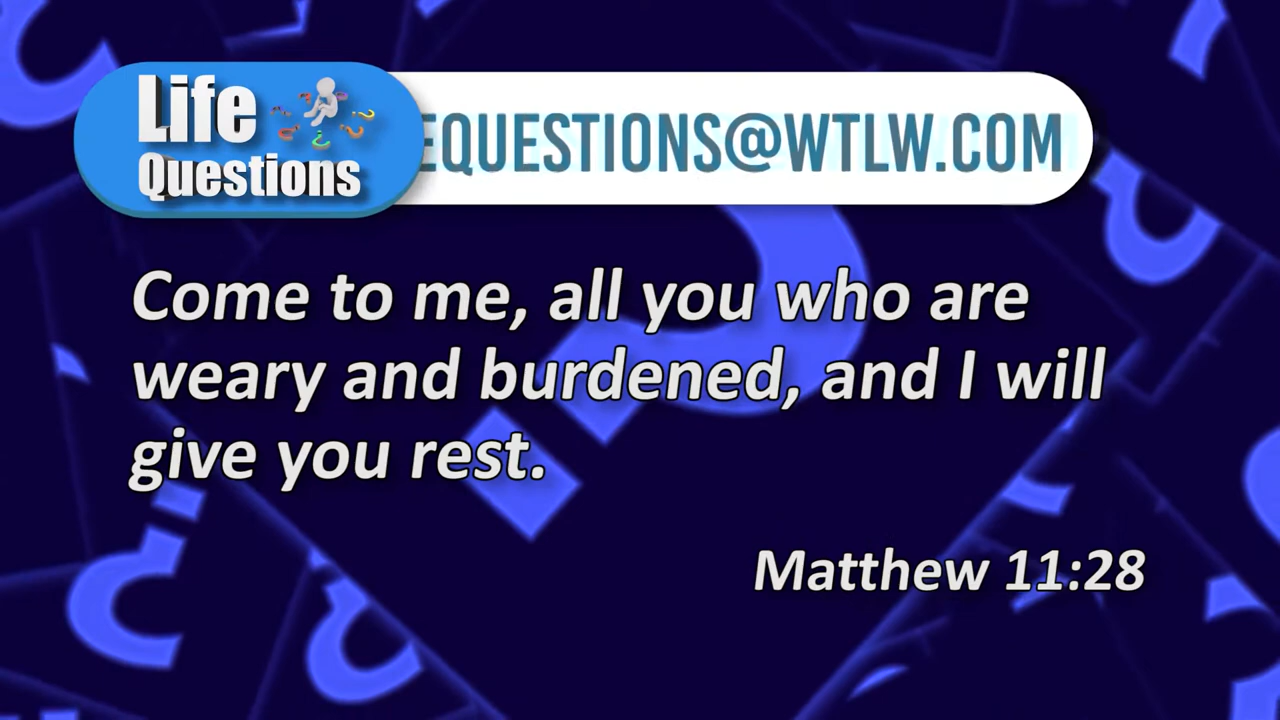 Life
Questions
EQUESTIONS@WTLW.COM
Come to me, all you who are
weary and burdened, and I will
give you rest.
Matthew 11:28